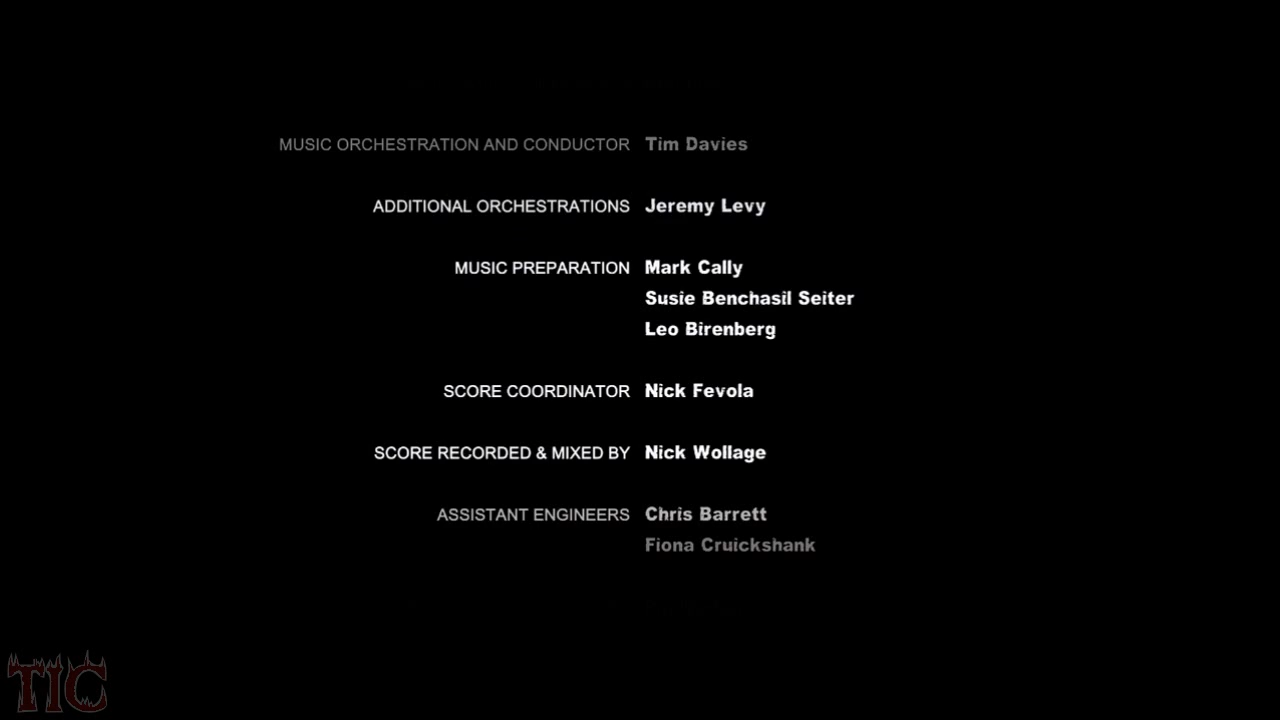 MUSIC ORCHESTRATION AND CONDUCTOR Tim Davies
ADDITIONAL ORCHESTRATIONS Jeremy Levy
MUSIC PREPARATION Mark Cally
Susie Benchasil Seiter
Leo Birenberg
SCORE COORDINATOR Nick Fevola
SCORE RECORDED & MIXED BY Nick Wollage
ASSISTANT ENGINEERS Chris Barrett
Fiona Cruickshank
TIC